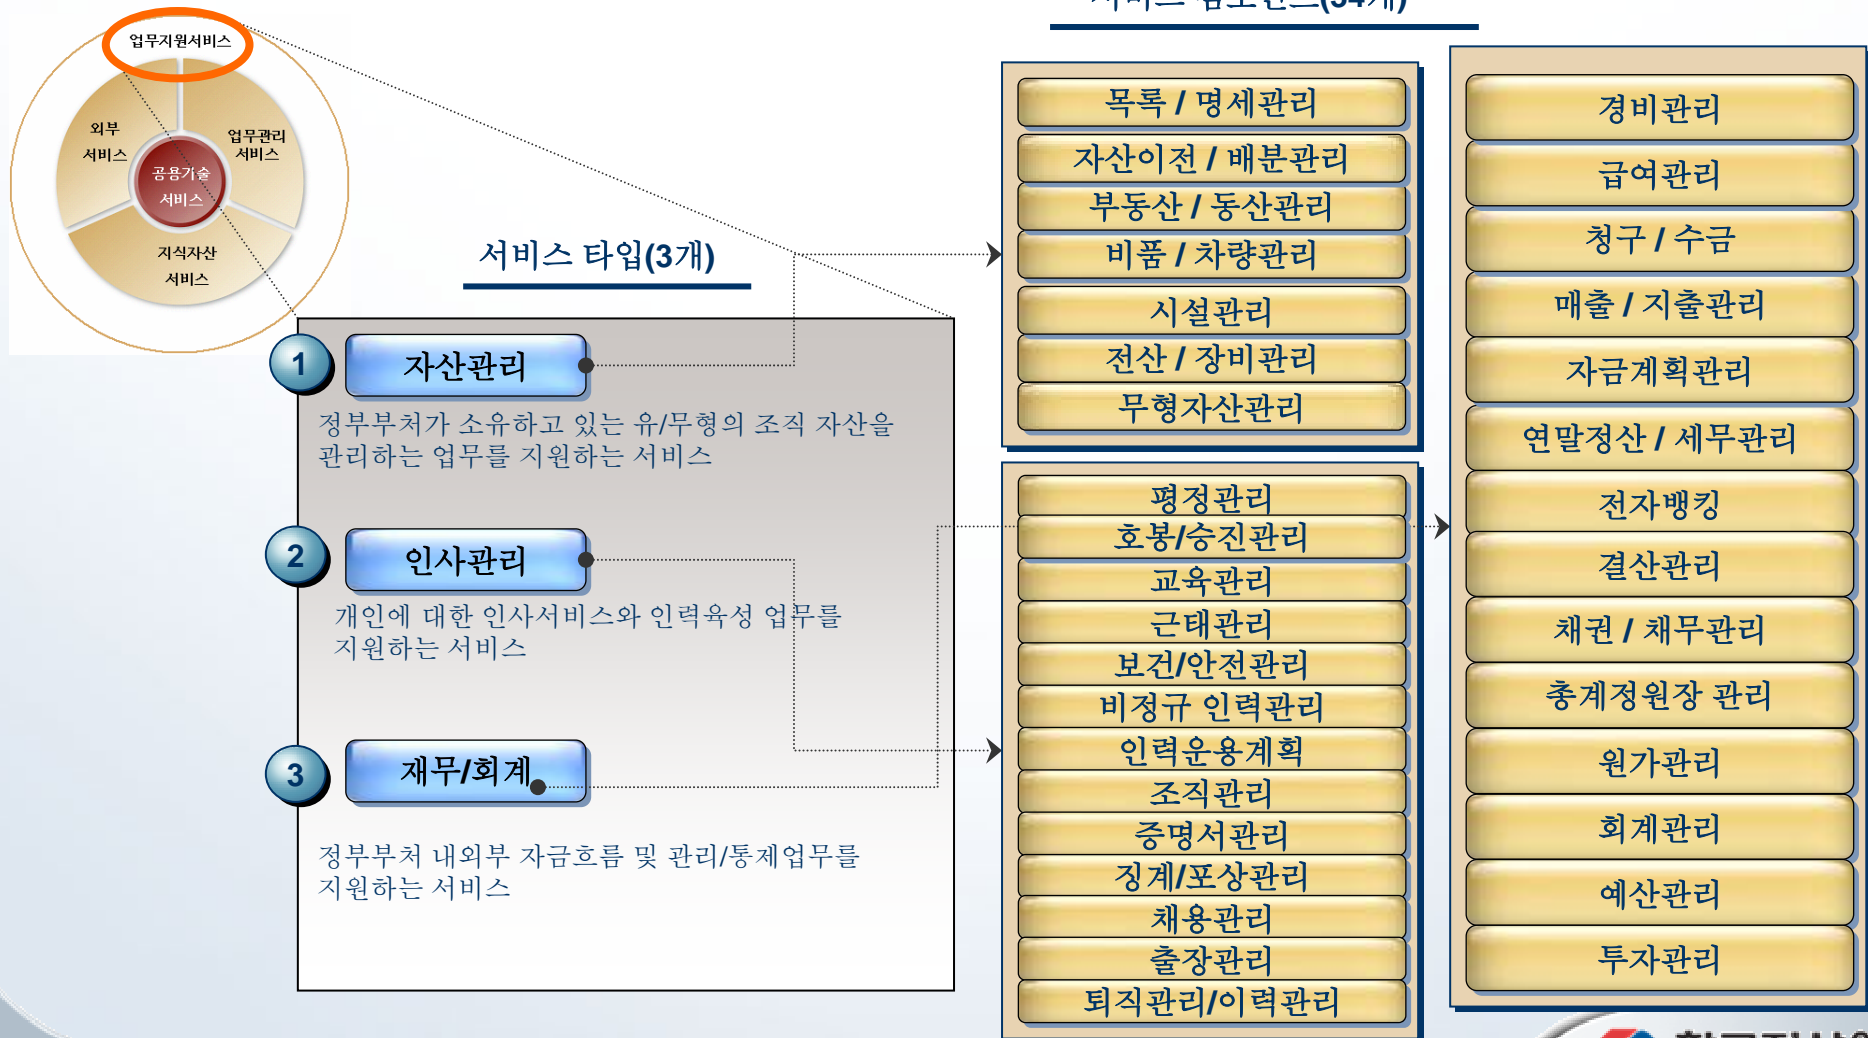 서비스 컴포넌트(34개)
업무지원서비스
외부
서비스
업무관리
서비스
공용기술
서비스
지식자산
서비스
서비스 타입(3개)
1
자산관리
정부부처가 소유하고 있는 유/무형의 조직 자산을
관리하는 업무를 지원하는 서비스
2
인사관리
개인에 대한 인사서비스와 인력육성 업무를
지원하는 서비스
3
재무/회계
정부부처 내외부 자금흐름 및 관리/통제업무를
지원하는 서비스
목록 / 명세관리
자산이전 / 배분관리
부동산 / 동산관리
비품 / 차량관리
시설관리
전산 / 장비관리
무형자산관리
평정관리
호봉/승진관리
교육관리
근태관리
보건/안전관리
비정규 인력관리
인력운용계획
조직관리
증명서관리
징계/포상관리
채용관리
출장관리
퇴직관리/이력관리
경비관리
급여관리
청구 / 수금
매출 / 지출관리
자금계획관리
연말정산 / 세무관리
전자뱅킹
결산관리
채권 / 채무관리
총계정원장 관리
원가관리
회계관리
예산관리
투자관리